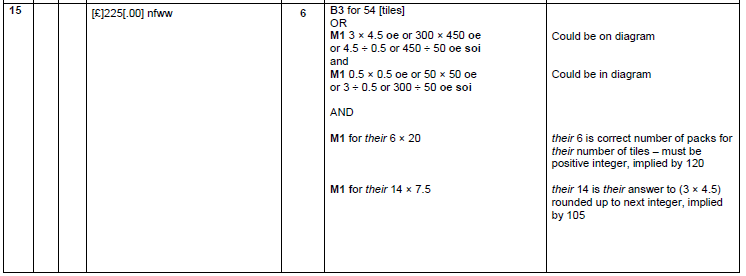 15 [£]225[.00] nfww 6 B3 for 54 [tiles]
OR
M1 3 × 4.5 oe or 300 × 450 oe Could be on diagram
or 4.5 ÷ 0.5 or 450 ÷ 50 oe soi
and
M1 0.5 × 0.5 oe or 50 × 50 oe Could be in diagram
or 3 ÷ 0.5 or 300 ÷ 50 oe soi
AND
M1 for their 6 × 20 their 6 is correct number of packs for
their number of tiles – must be
positive integer, implied by 120
M1 for their 14 × 7.5 their 14 is their answer to (3 × 4.5)
rounded up to next integer, implied
by 105